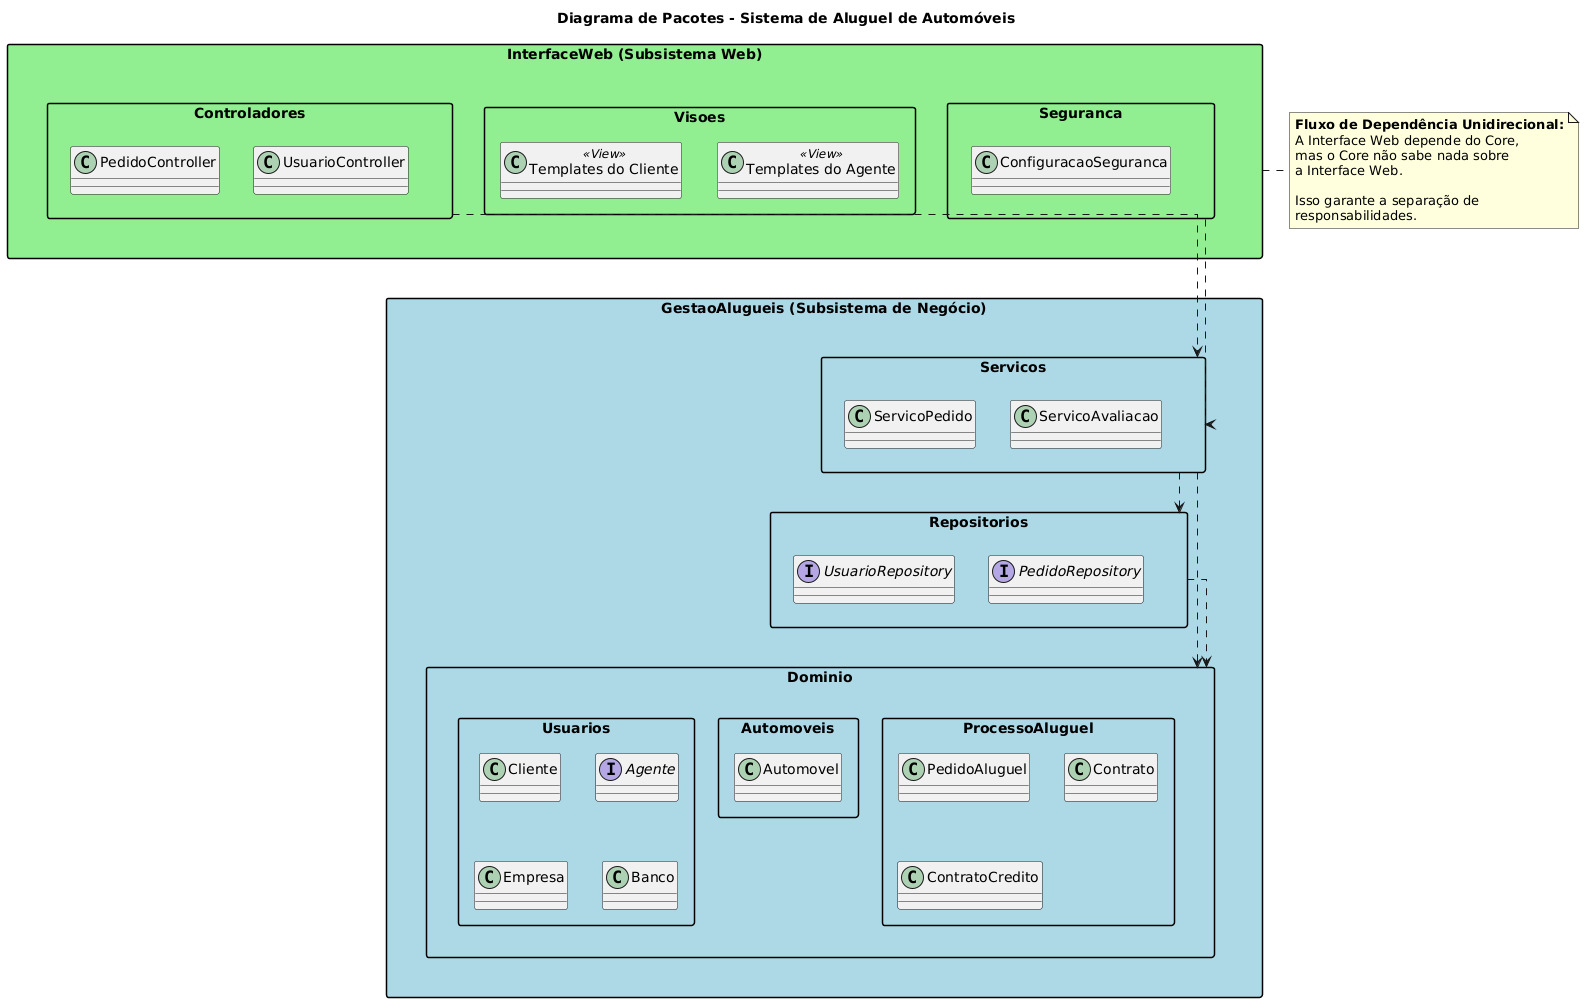 Diagrama de Pacotes - Sistema de Aluguel de Automóveis
InterfaceWeb (Subsistema Web)
Controladores
C PedidoController
C UsuarioController
Visoes
«View»
C Templates do Cliente
«View»
C Templates do Agente
Seguranca
C ConfiguracaoSeguranca
Fluxo de Dependência Unidirecional:
A Interface Web depende do Core,
mas o Core não sabe nada sobre
a Interface Web.
Isso garante a separação de
responsabilidades.
GestaoAlugueis (Subsistema de Negócio)
Servicos
C ServicoPedido
C ServicoAvaliacao
Repositorios
I UsuarioRepository
I PedidoRepository
Dominio
Usuarios
C Cliente
I Agente
C Empresa
C Banco
Automoveis
C Automovel
ProcessoAluguel
C PedidoAluguel
C Contrato
C ContratoCredito